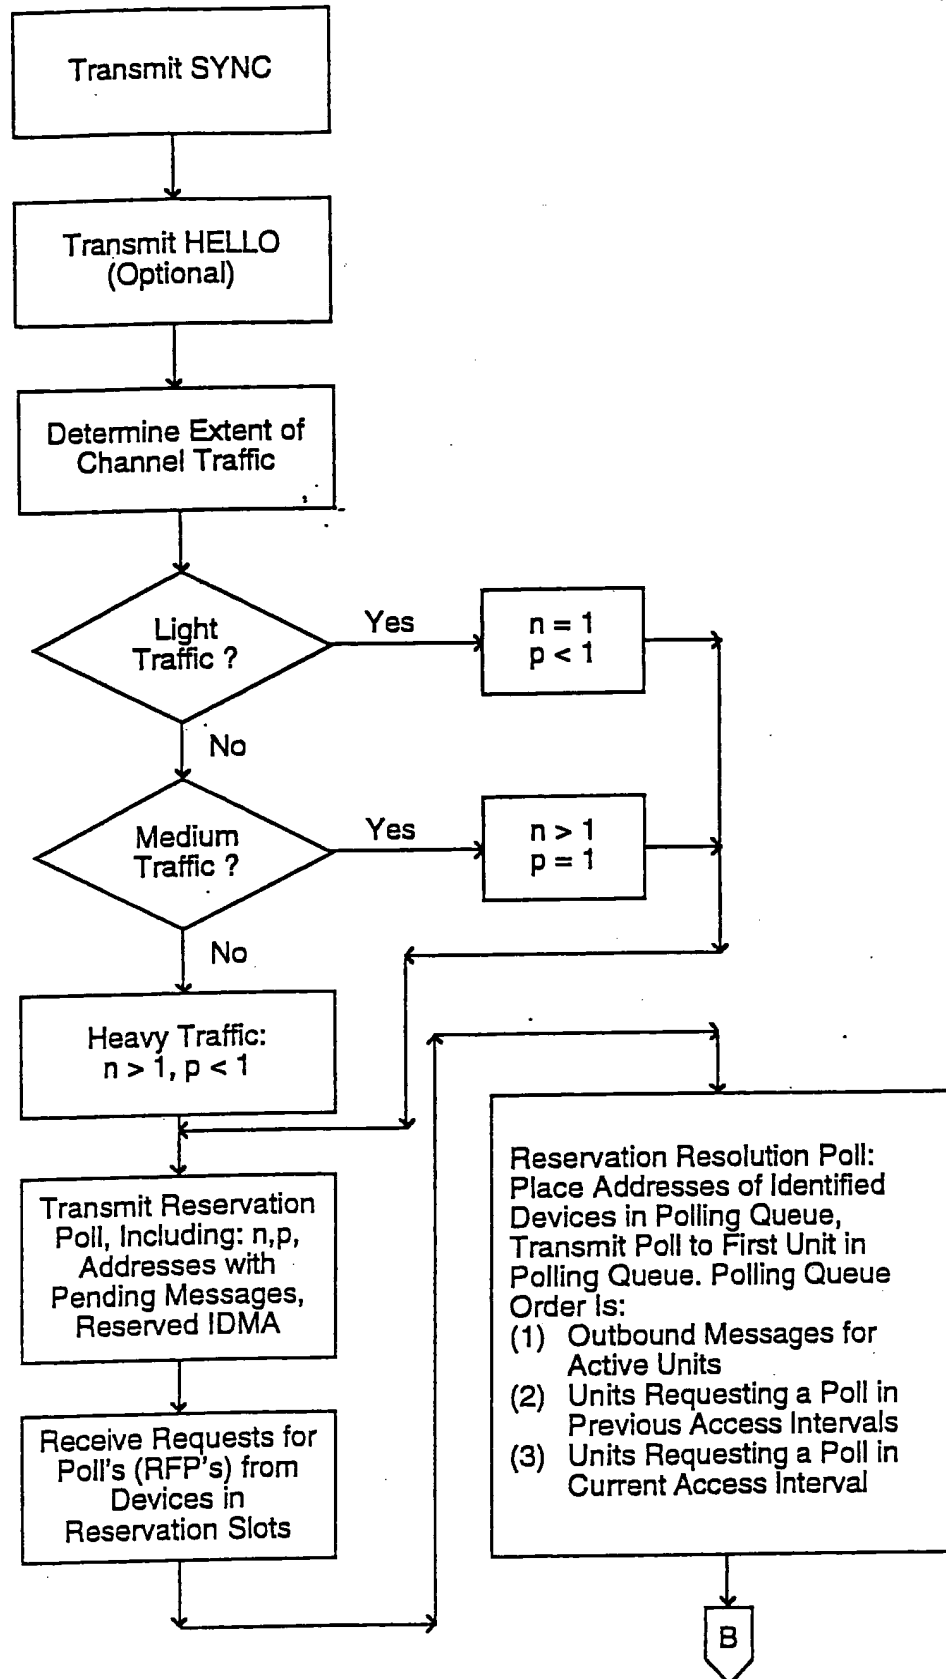 Transmit SYNC
Transmit HELLO
(Optional)
Determine Extent of
Channel Traffic
Light
Traffic ?
Yes
n = 1
p < 1
No
Medium
Traffic ?
Yes
n > 1
p = 1
No
Heavy Traffic:
n > 1, p < 1
Transmit Reservation
Poll, Including: n,p,
Addresses with
Pending Messages,
Reserved IDMA
Receive Requests for
Poll's (RFP's) from
Devices in
Reservation Slots
Reservation Resolution Poll:
Place Addresses of Identified
Devices in Polling Queue,
Transmit Poll to First Unit in
Polling Queue. Polling Queue
Order Is:
(1) Outbound Messages for
Active Units
(2) Units Requesting a Poll in
Previous Access Intervals
(3) Units Requesting a Poll in
Current Access Interval
B